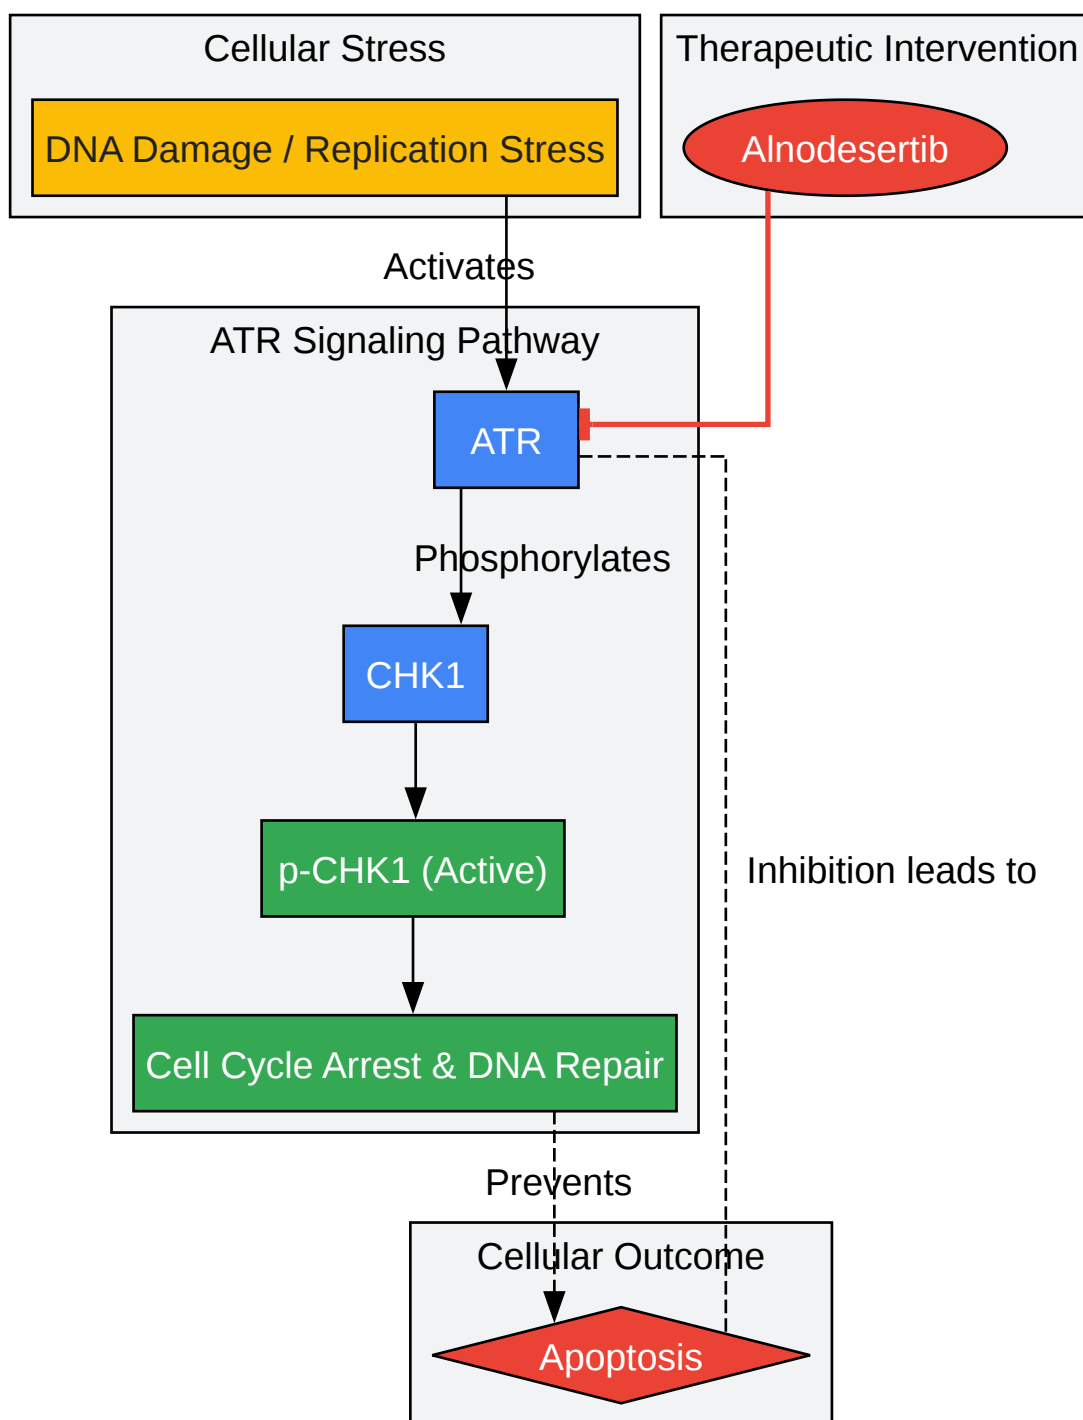 Cellular Stress
Therapeutic Intervention
DNA Damage / Replication Stress
Alnodesertib
Activates
ATR Signaling Pathway
ATR
Phosphorylates
CHK1
p-CHK1 (Active)
Inhibition leads to
Cell Cycle Arrest & DNA Repair
Prevents
Cellular Outcome
Apoptosis